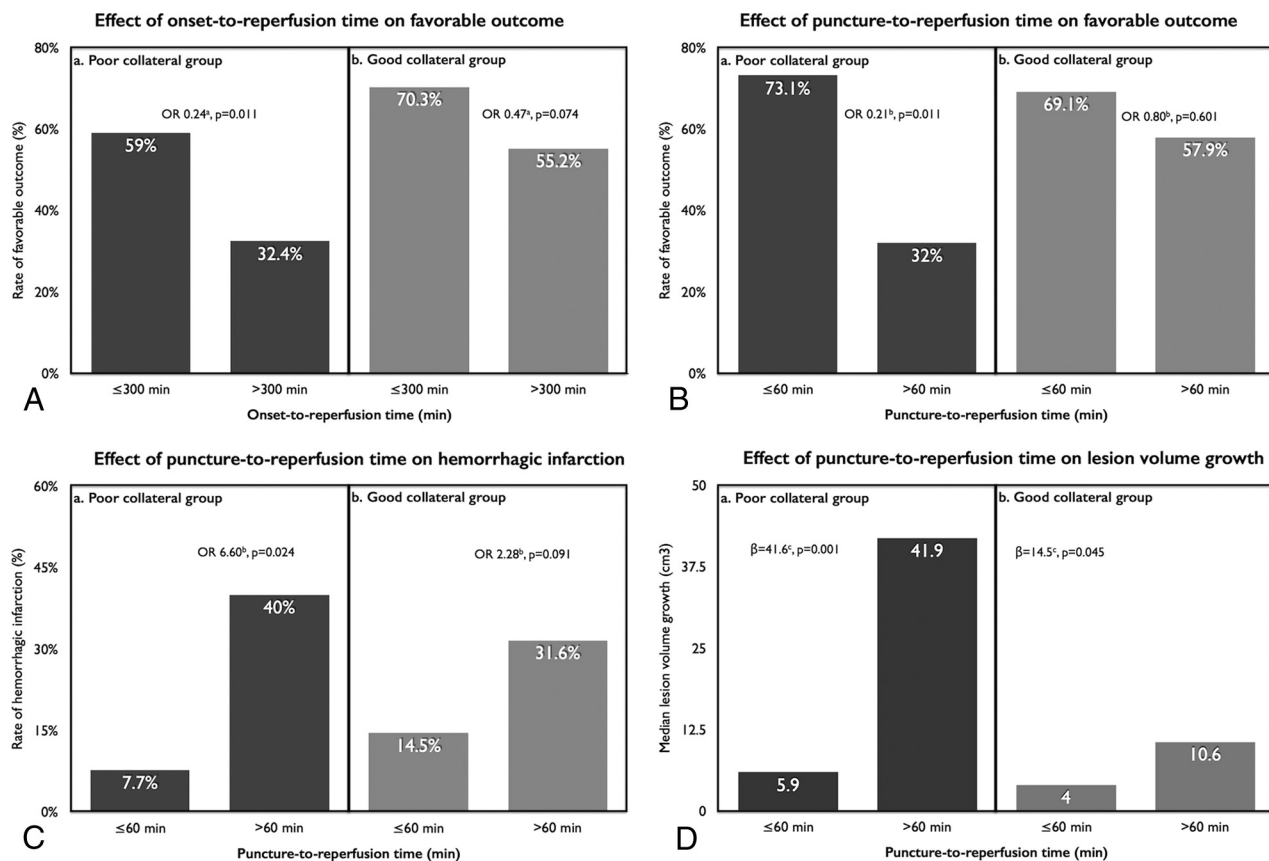 Effect of onset-to-reperfusion time on favorable outcome
80%
60%
40%
20%
0%
Rate of favorable outcome (%)
a. Poor collateral group
b. Good collateral group
OR 0.24ᵃ, p=0.011
OR 0.47ᵃ, p=0.074
59%
32.4%
70.3%
55.2%
≤300 min
>300 min
≤300 min
>300 min
Onset-to-reperfusion time (min)
A
Effect of puncture-to-reperfusion time on favorable outcome
80%
60%
40%
20%
0%
Rate of favorable outcome (%)
a. Poor collateral group
b. Good collateral group
73.1%
OR 0.21ᵇ, p=0.011
32%
69.1%
OR 0.80ᵇ, p=0.601
57.9%
≤60 min
>60 min
≤60 min
>60 min
Puncture-to-reperfusion time (min)
B
Effect of puncture-to-reperfusion time on hemorrhagic infarction
60%
45%
30%
15%
0%
Rate of hemorrhagic infarction (%)
a. Poor collateral group
b. Good collateral group
OR 6.60ᵇ, p=0.024
OR 2.28ᵇ, p=0.091
7.7%
40%
14.5%
31.6%
≤60 min
>60 min
≤60 min
>60 min
Puncture-to-reperfusion time (min)
C
Effect of puncture-to-reperfusion time on lesion volume growth
50
37.5
25
12.5
0
Median lesion volume growth (cm3)
a. Poor collateral group
b. Good collateral group
β=41.6ᶜ, p=0.001
β=14.5ᶜ, p=0.045
5.9
41.9
4
10.6
≤60 min
>60 min
≤60 min
>60 min
Puncture-to-reperfusion time (min)
D